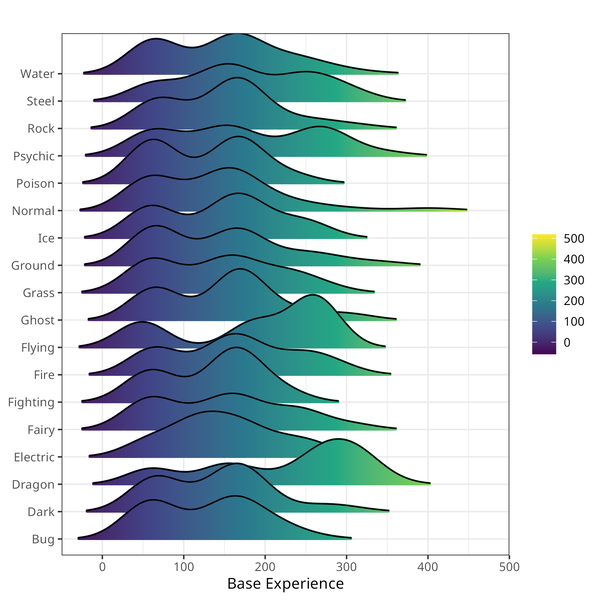 Water
Steel
Rock
Psychic
Poison
Normal
Ice
Ground
Grass
Ghost
Flying
Fire
Fighting
Fairy
Electric
Dragon
Dark
Bug
0 100 200 300 400 500
Base Experience
500
400
300
200
100
0